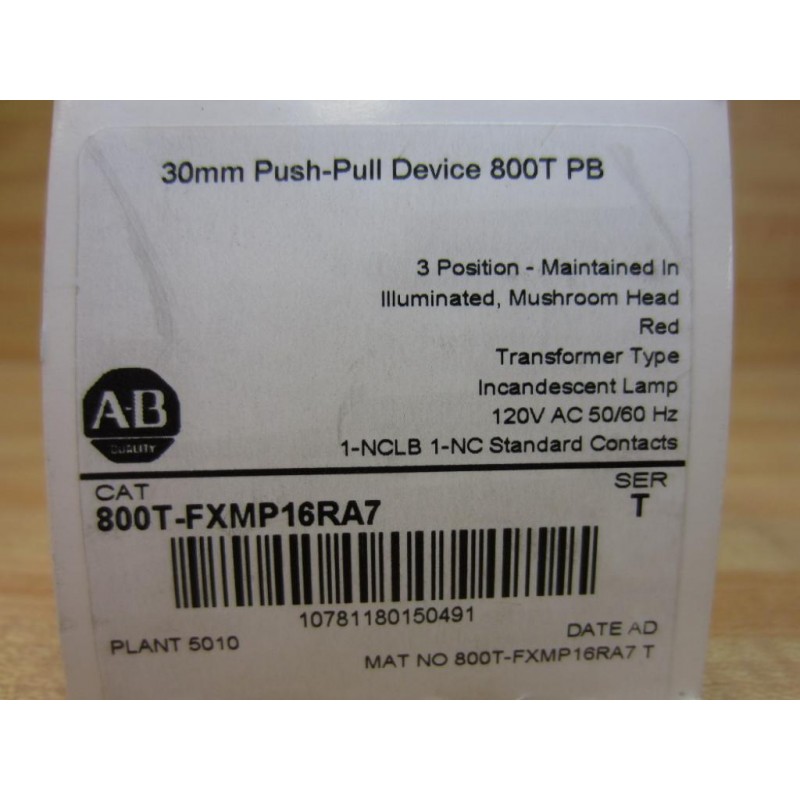 30mm Push-Pull Device 800T PB
3 Position - Maintained In
Illuminated, Mushroom Head
Red
Transformer Type
Incandescent Lamp
120V AC 50/60 Hz
1-NCLB 1-NC Standard Contacts
A-B
QUALITY
CAT
SER
800T-FXMP16RA7
T
10781180150491
PLANT 5010
DATE AD
MAT NO 800T-FXMP16RA7 T